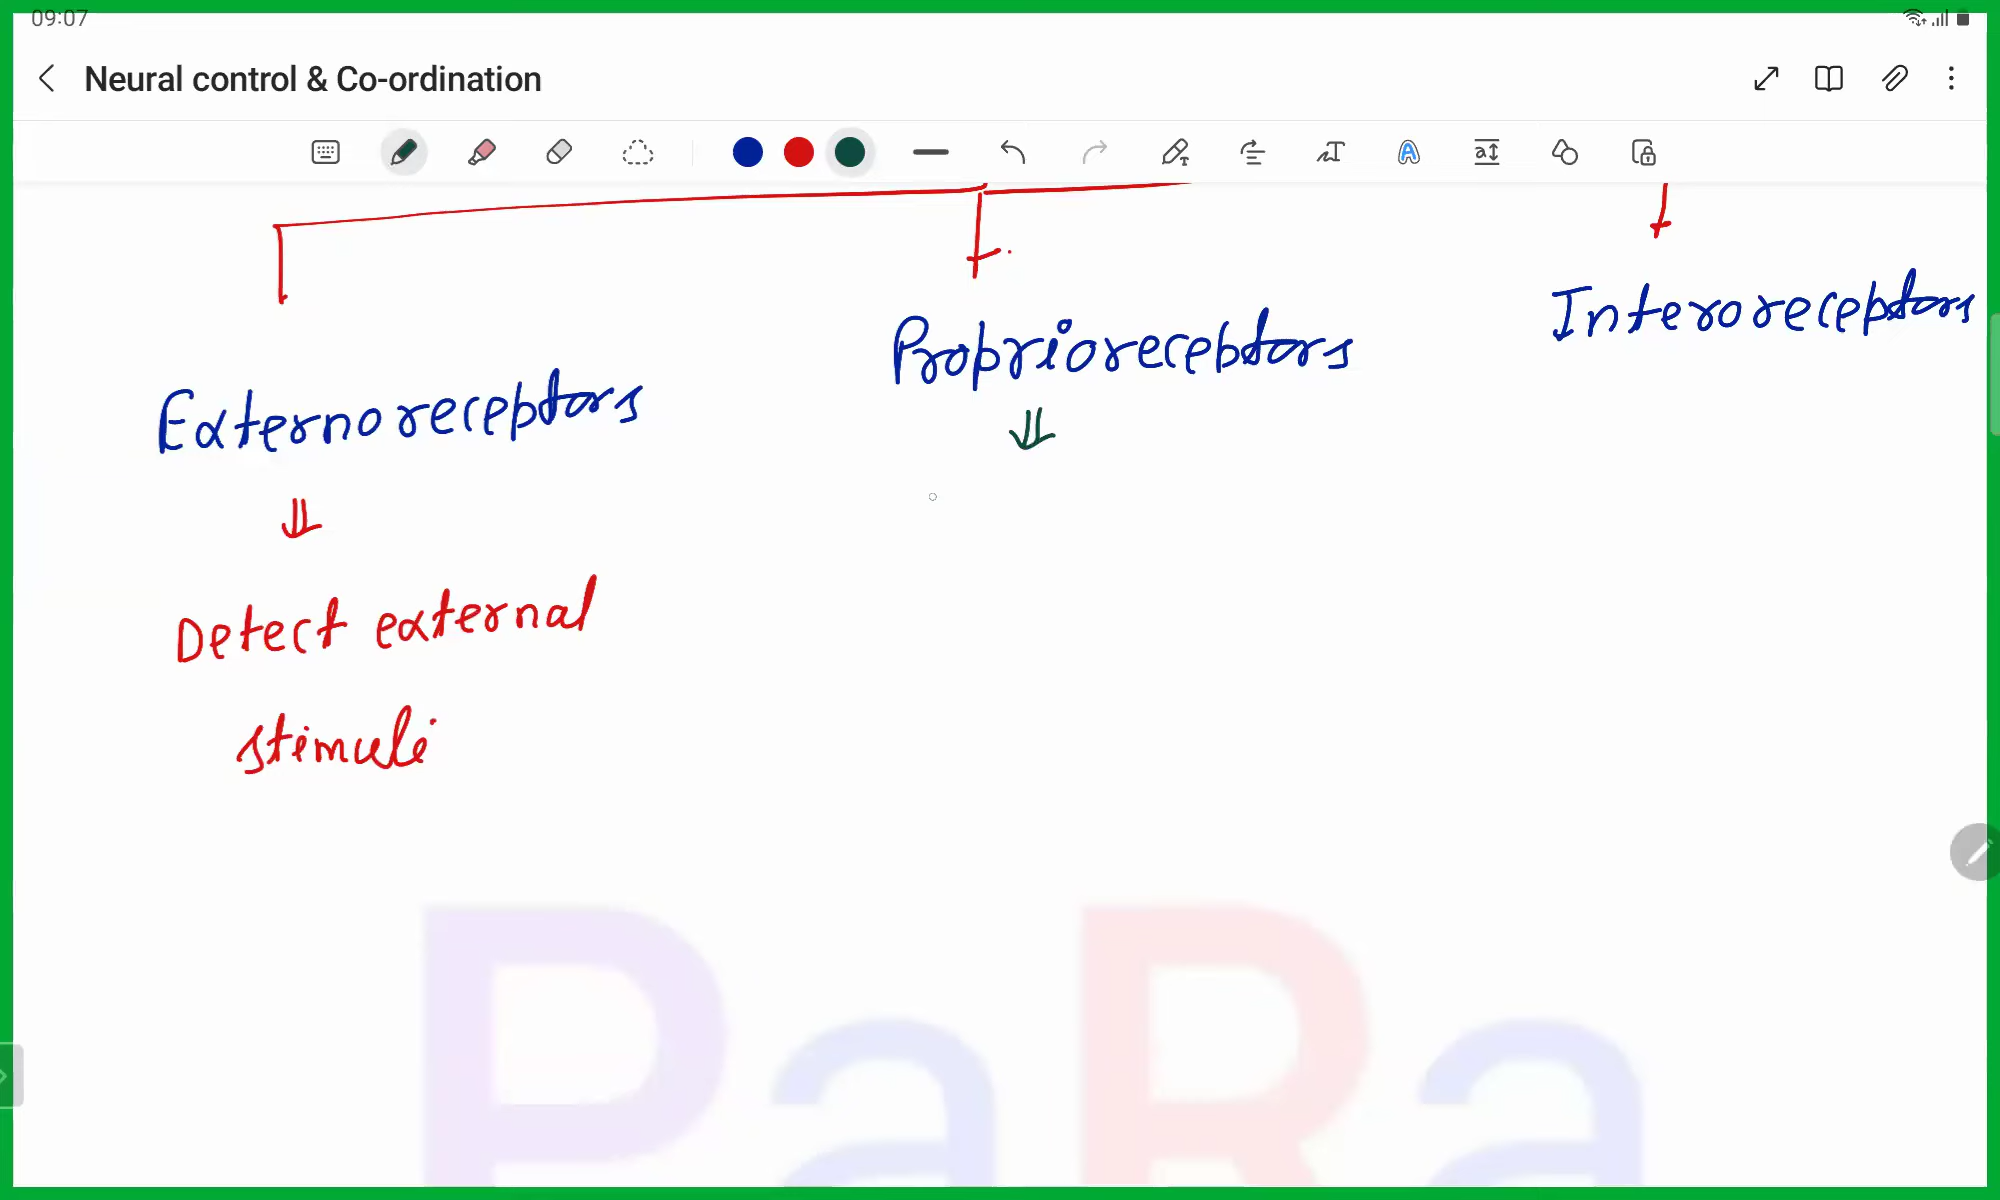 09:07
Neural control & Co-ordination
Externoreceptors
Proprioreceptors
Interoreceptors
⇓
⇓
Detect external
stimuli
PaRa